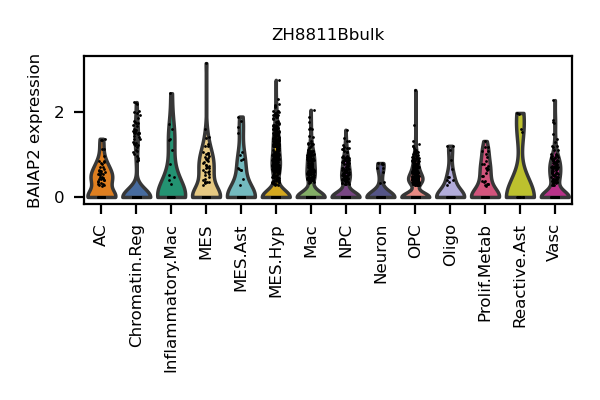 ZH8811Bbulk
BAIAP2 expression
2
0
AC
Chromatin.Reg
Inflammatory.Mac
MES
MES.Ast
MES.Hyp
Mac
NPC
Neuron
OPC
Oligo
Prolif.Metab
Reactive.Ast
Vasc